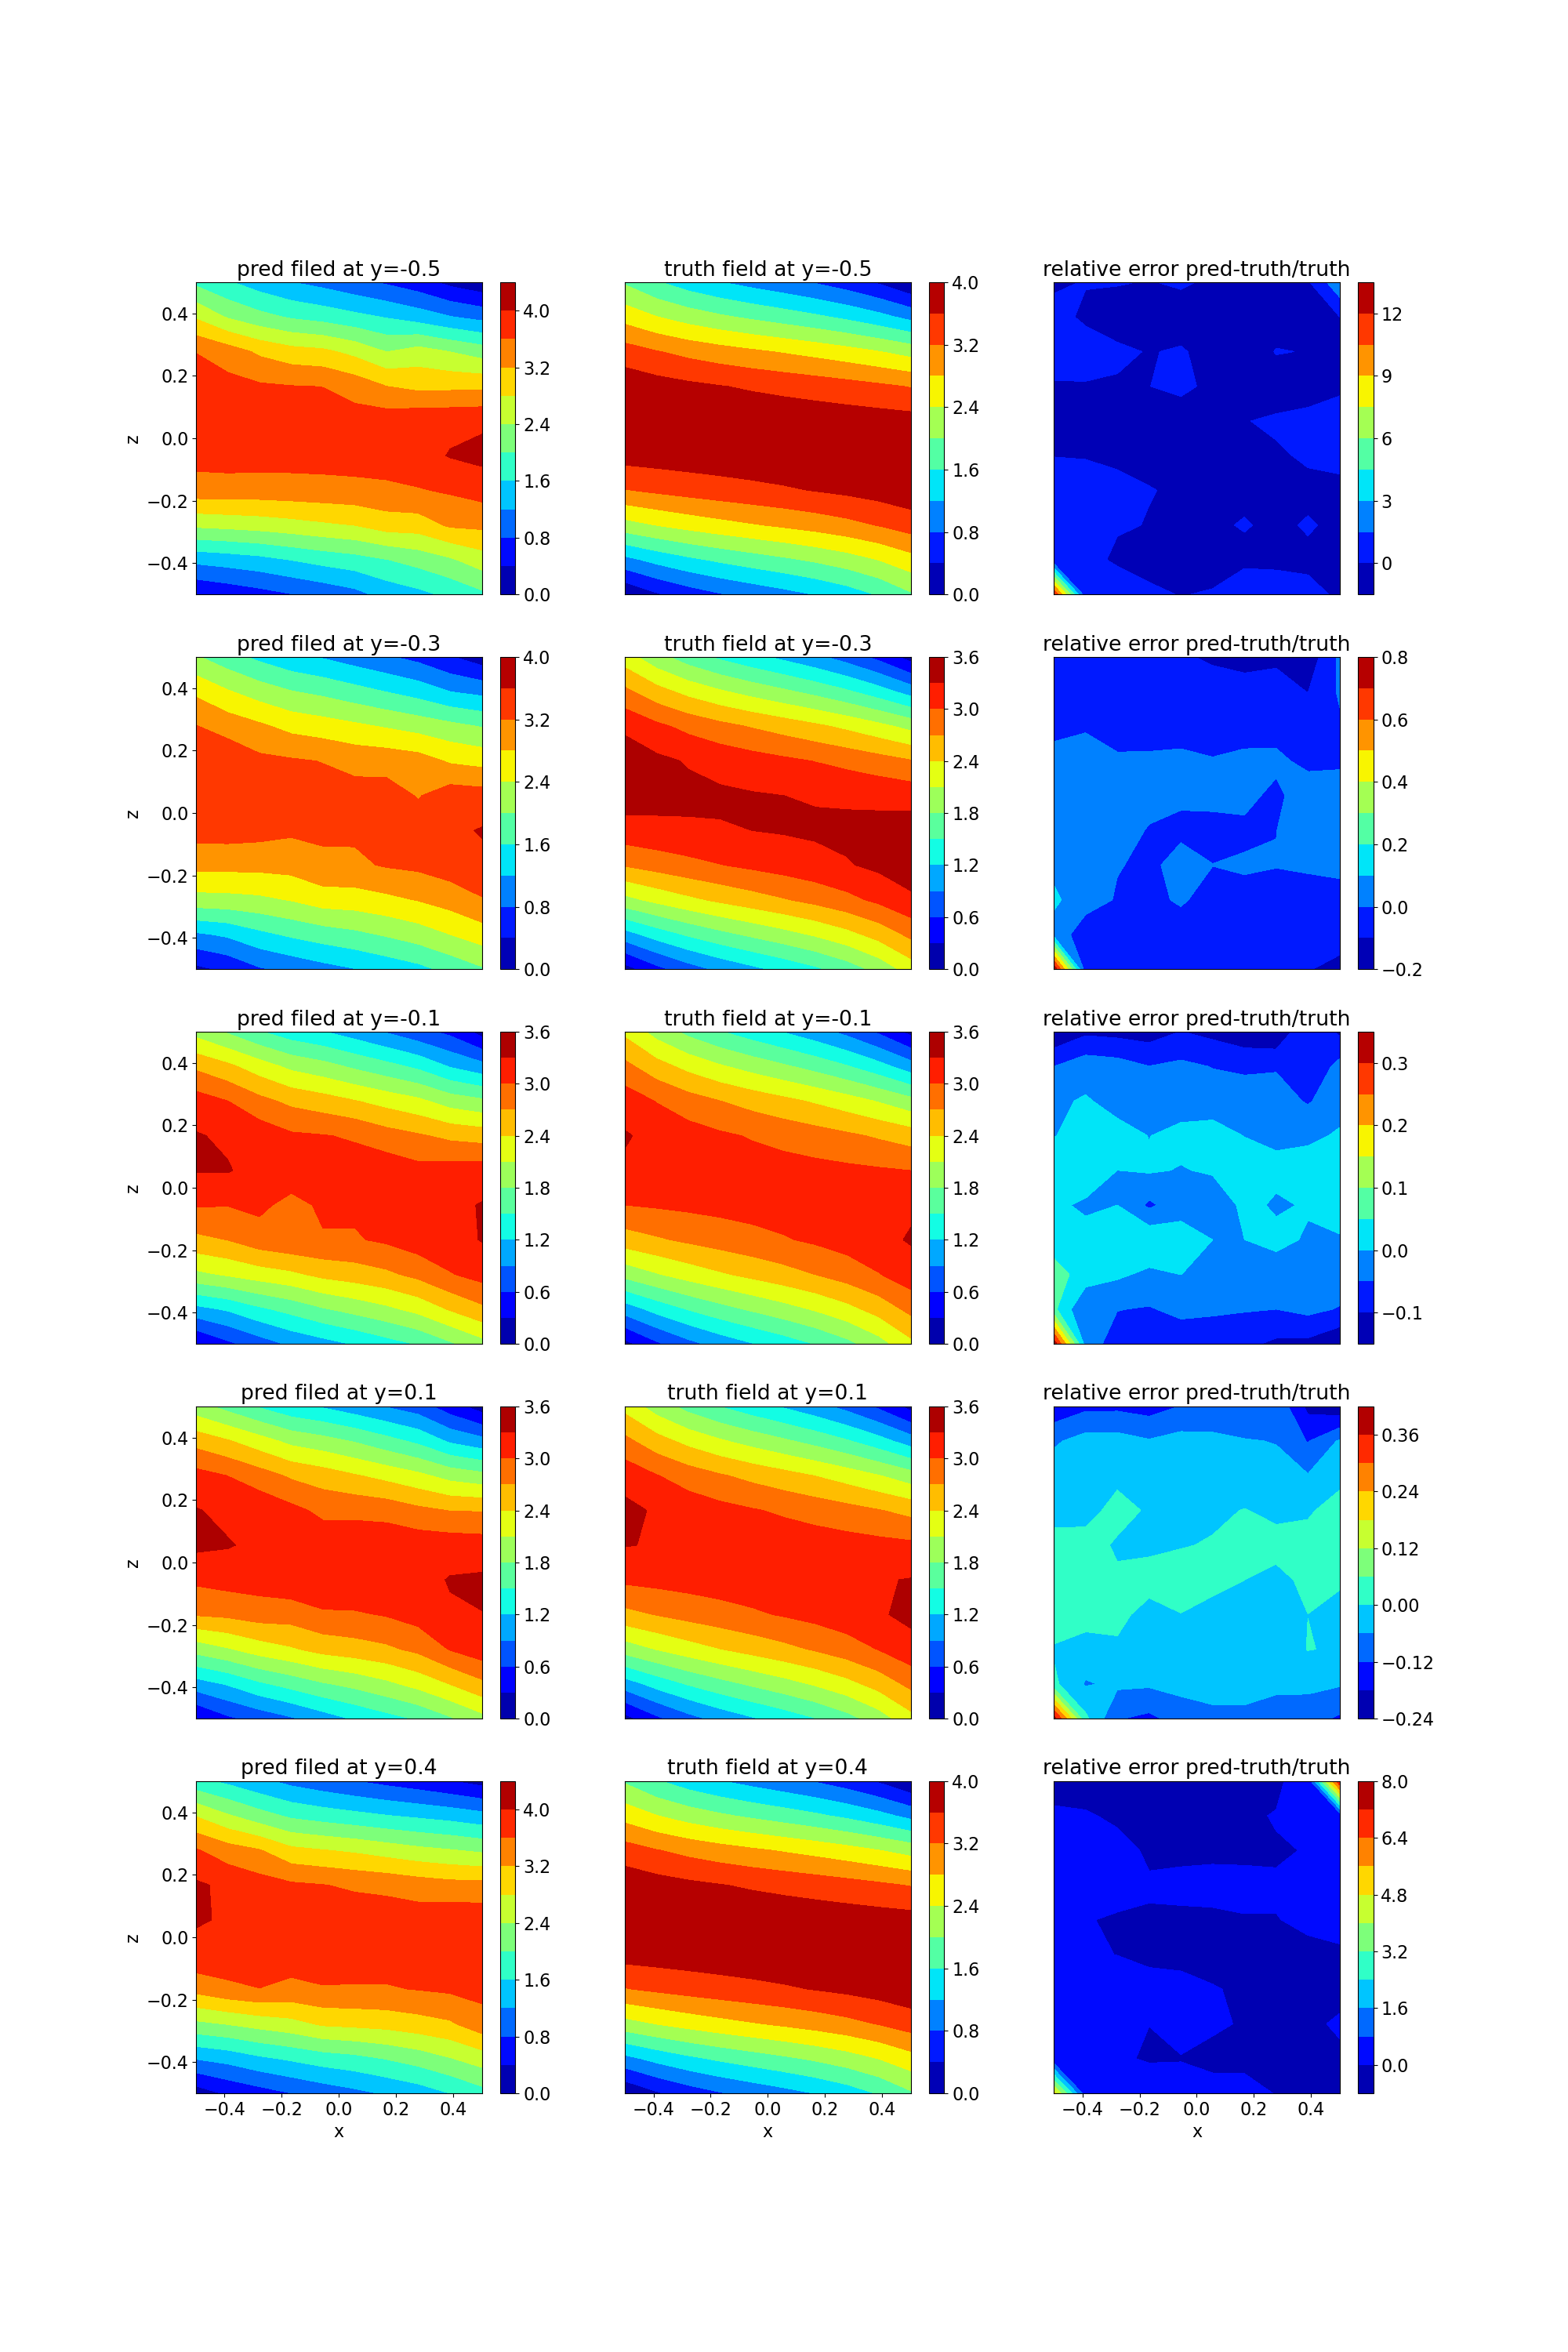 pred filed at y=-0.5 truth field at y=-0.5 relative error pred-truth/truth
0.4 4.0 4.0 12
0.2 3.2 3.2 9
z 0.0 2.4 2.4 6
−0.2 1.6 1.6 3
−0.4 0.8 0.8 0
0.0 0.0
pred filed at y=-0.3 truth field at y=-0.3 relative error pred-truth/truth
0.4 4.0 3.6 0.8
0.2 3.2 3.0 0.6
z 0.0 2.4 2.4 0.4
−0.2 1.6 1.8 0.2
−0.4 0.8 1.2 0.0
0.0 0.6 −0.2
0.0
pred filed at y=-0.1 truth field at y=-0.1 relative error pred-truth/truth
0.4 3.6 3.6 0.3
0.2 3.0 3.0 0.2
z 0.0 2.4 2.4 0.1
−0.2 1.8 1.8 0.0
−0.4 1.2 1.2 −0.1
0.6 0.6
0.0 0.0
pred filed at y=0.1 truth field at y=0.1 relative error pred-truth/truth
0.4 3.6 3.6 0.36
0.2 3.0 3.0 0.24
z 0.0 2.4 2.4 0.12
−0.2 1.8 1.8 0.00
−0.4 1.2 1.2 −0.12
0.6 0.6 −0.24
0.0 0.0
pred filed at y=0.4 truth field at y=0.4 relative error pred-truth/truth
0.4 4.0 4.0 8.0
0.2 3.2 3.2 6.4
z 0.0 2.4 2.4 4.8
−0.2 1.6 1.6 3.2
−0.4 0.8 0.8 1.6
0.0 0.0 0.0
−0.4 −0.2 0.0 0.2 0.4 −0.4 −0.2 0.0 0.2 0.4 −0.4 −0.2 0.0 0.2 0.4
x x x